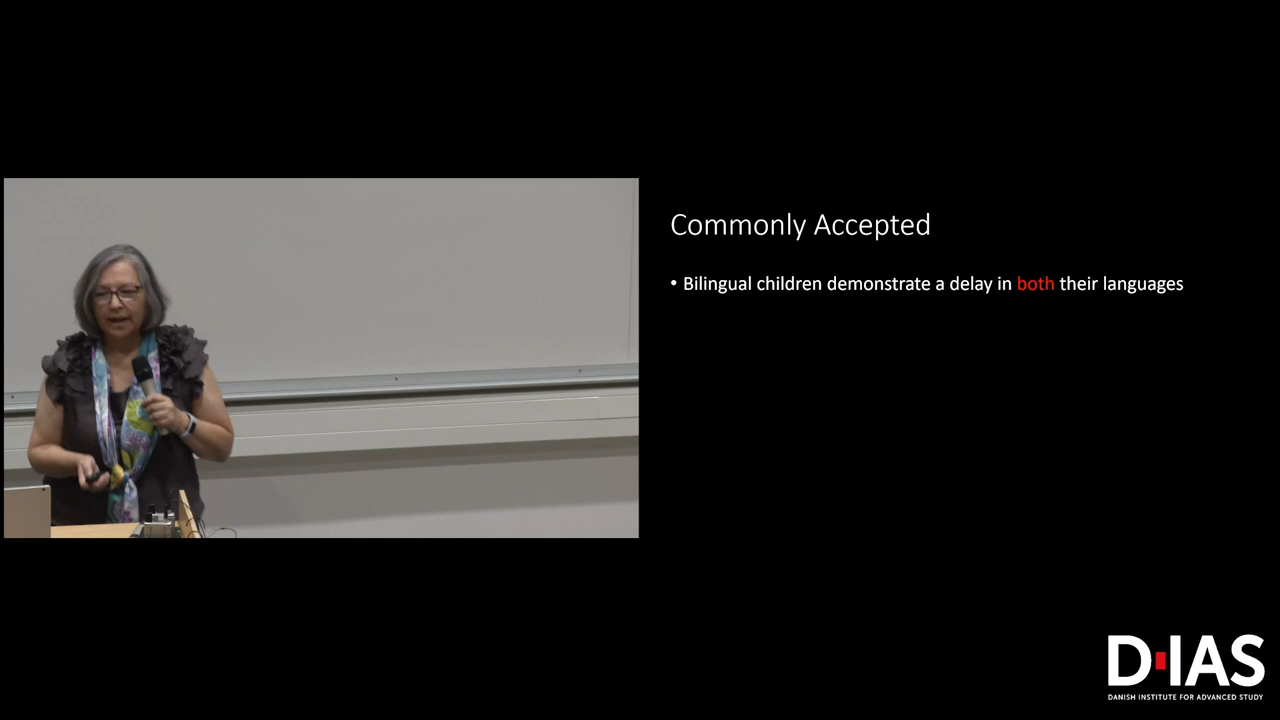 Commonly Accepted
• Bilingual children demonstrate a delay in both their languages
D·IAS
DANISH INSTITUTE FOR ADVANCED STUDY